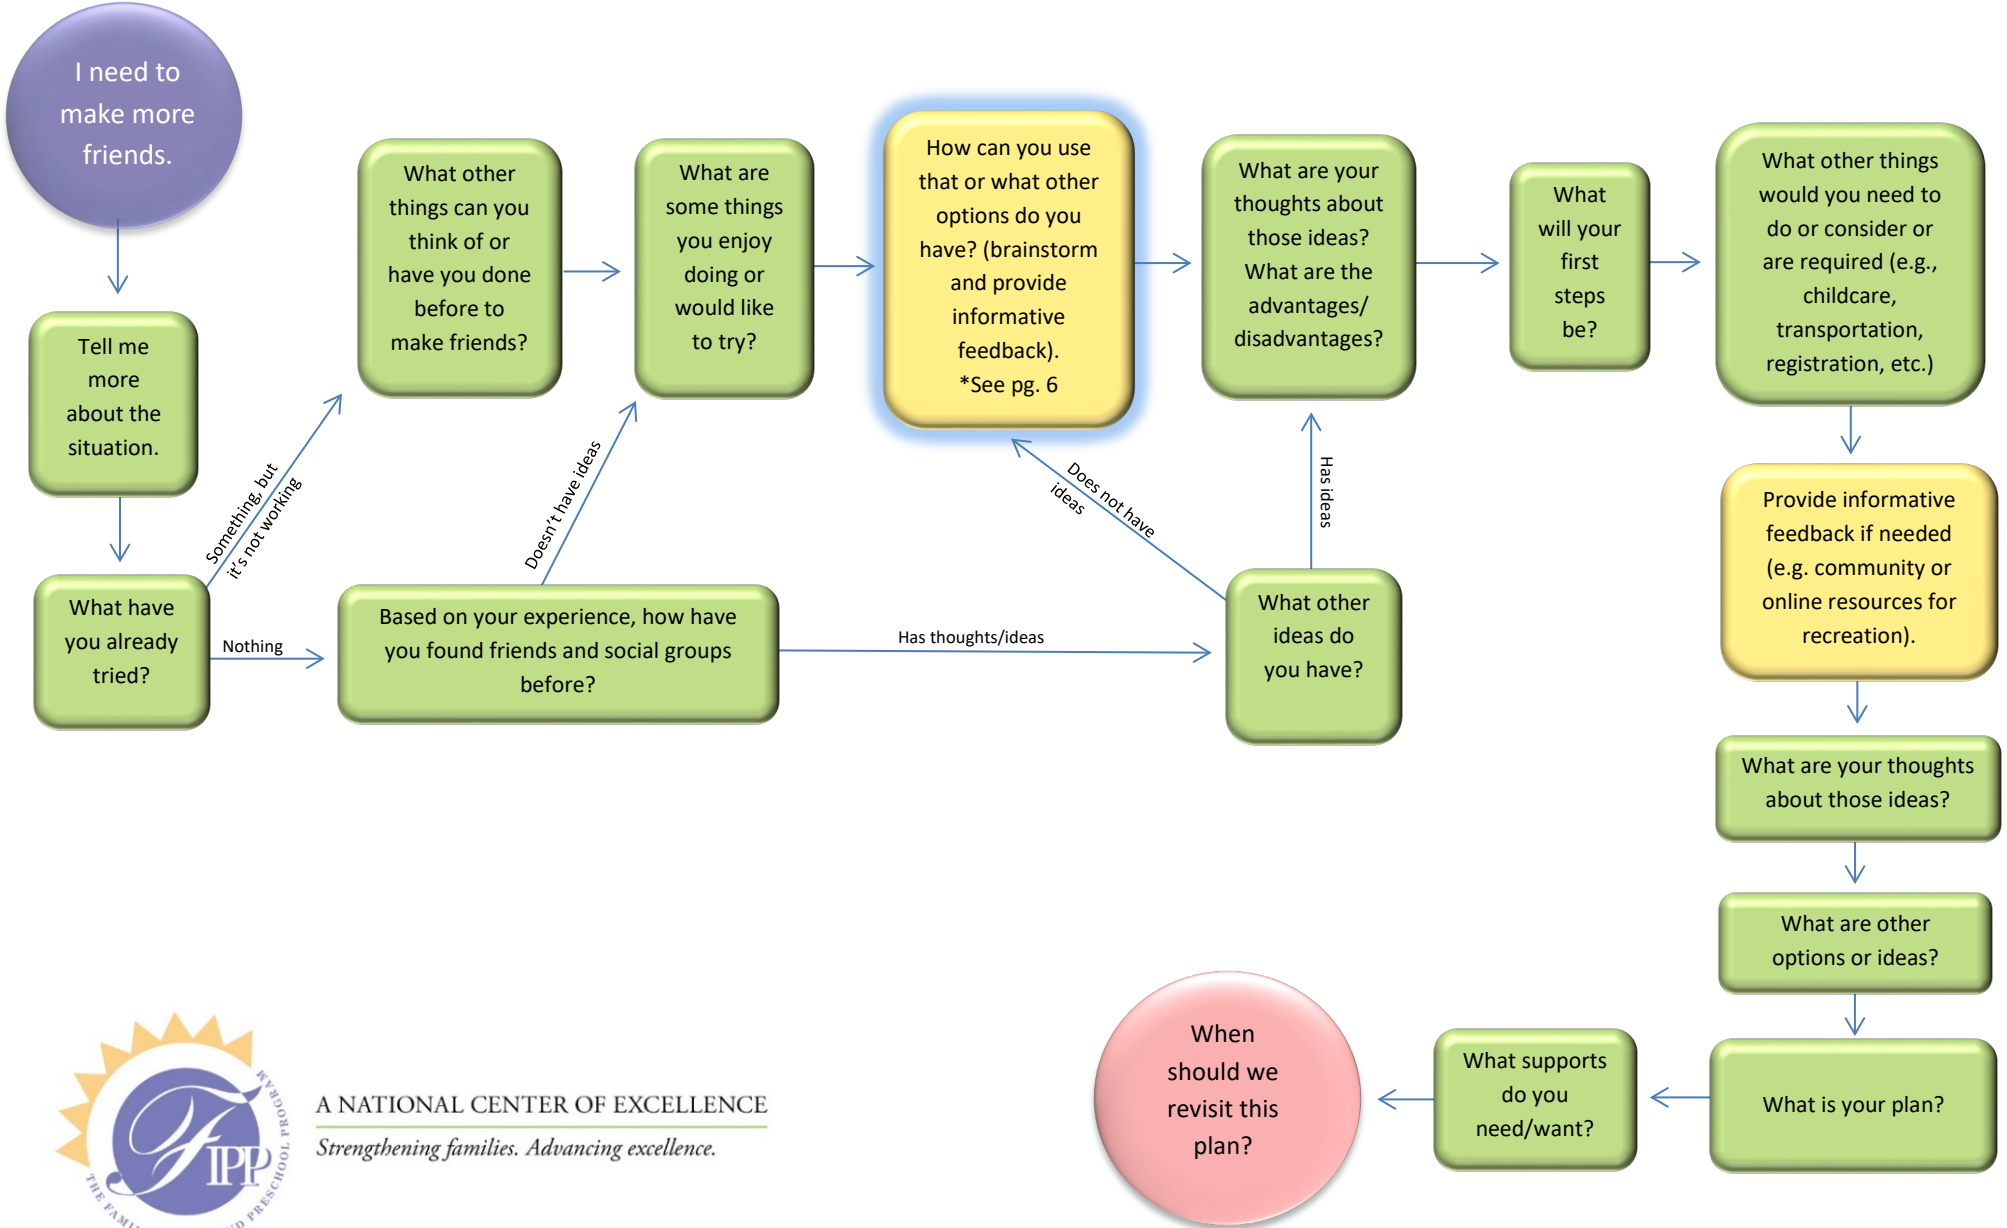 I need to
make more
friends.
Tell me
more
about the
situation.
What have
you already
tried?
Something, but
it's not working
Nothing
What other
things can you
think of or
have you done
before to
make friends?
Based on your experience, how have
you found friends and social groups
before?
Doesn't have ideas
Has thoughts/ideas
What are
some things
you enjoy
doing or
would like
to try?
How can you use
that or what other
options do you
have? (brainstorm
and provide
informative
feedback).
*See pg. 6
What other
ideas do
you have?
Does not have
ideas
Has ideas
What are your
thoughts about
those ideas?
What are the
advantages/
disadvantages?
What
will your
first
steps
be?
What other things
would you need to
do or consider or
are required (e.g.,
childcare,
transportation,
registration, etc.)
Provide informative
feedback if needed
(e.g. community or
online resources for
recreation).
What are your thoughts
about those ideas?
What are other
options or ideas?
What is your plan?
What supports
do you
need/want?
When
should we
revisit this
plan?
FIPP
THE
PRESCHOOL PROGRAM
A NATIONAL CENTER OF EXCELLENCE
Strengthening families. Advancing excellence.